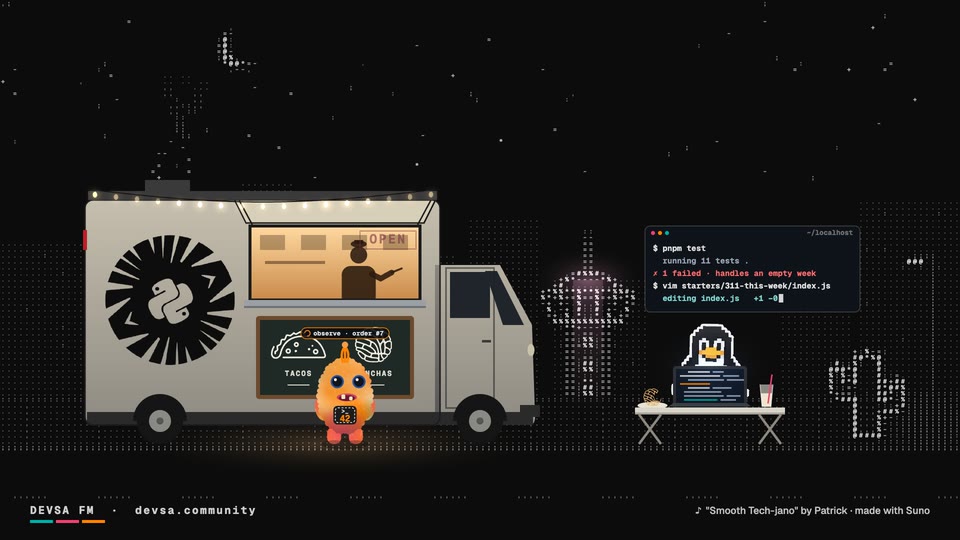 OPEN
observe · order #7
TACOS
NCHAS
42
~/localhost
$ pnpm test
running 11 tests .
✗ 1 failed · handles an empty week
$ vim starters/311-this-week/index.js
editing index.js +1 −0
DEVSA FM · devsa.community
♪ "Smooth Tech-jano" by Patrick · made with Suno